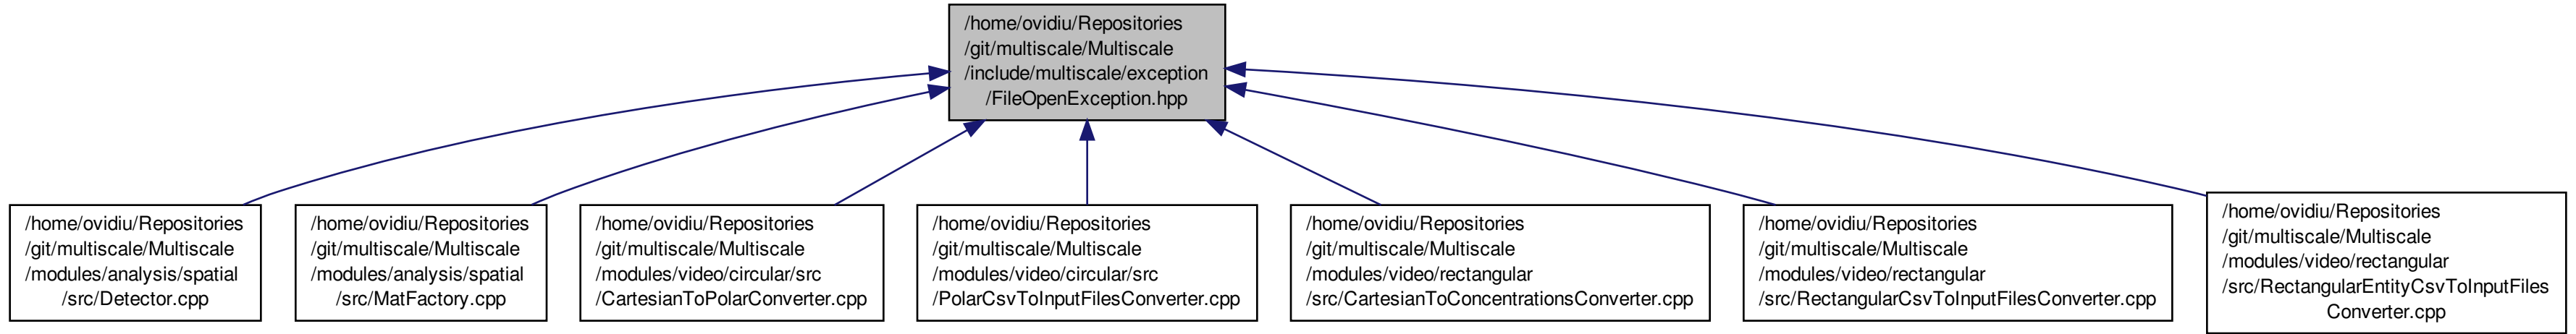 /home/ovidiu/Repositories
/git/multiscale/Multiscale
/include/multiscale/exception
/FileOpenException.hpp
/home/ovidiu/Repositories
/git/multiscale/Multiscale
/modules/analysis/spatial
/src/Detector.cpp
/home/ovidiu/Repositories
/git/multiscale/Multiscale
/modules/analysis/spatial
/src/MatFactory.cpp
/home/ovidiu/Repositories
/git/multiscale/Multiscale
/modules/video/circular/src
/CartesianToPolarConverter.cpp
/home/ovidiu/Repositories
/git/multiscale/Multiscale
/modules/video/circular/src
/PolarCsvToInputFilesConverter.cpp
/home/ovidiu/Repositories
/git/multiscale/Multiscale
/modules/video/rectangular
/src/CartesianToConcentrationsConverter.cpp
/home/ovidiu/Repositories
/git/multiscale/Multiscale
/modules/video/rectangular
/src/RectangularCsvToInputFilesConverter.cpp
/home/ovidiu/Repositories
/git/multiscale/Multiscale
/modules/video/rectangular
/src/RectangularEntityCsvToInputFiles
Converter.cpp